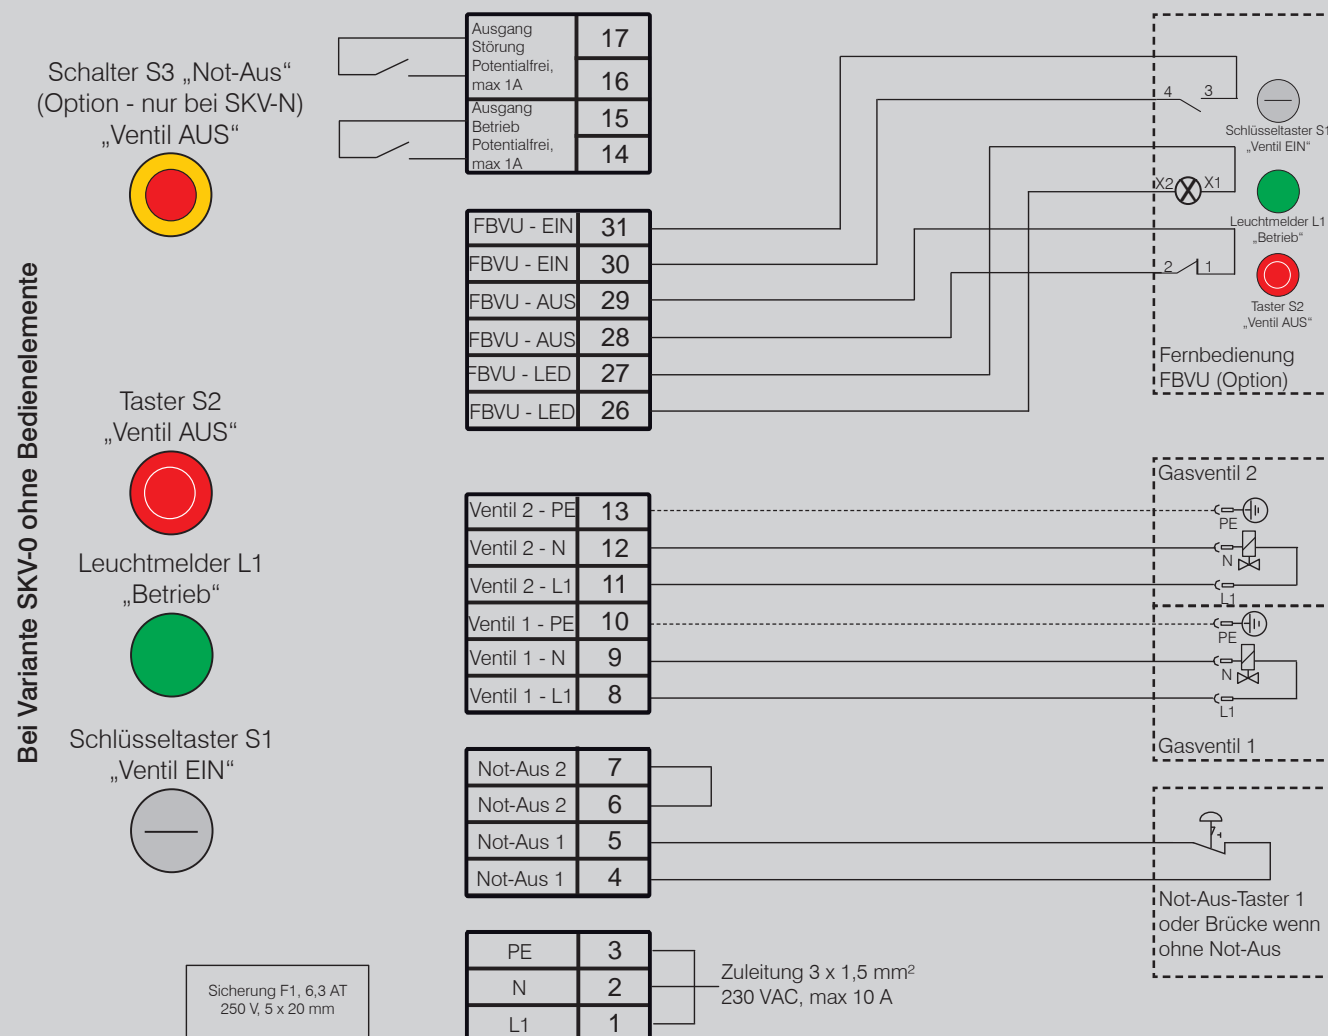 Bei Variante SKV-0 ohne Bedienelemente
Schalter S3 „Not-Aus“
(Option - nur bei SKV-N)
„Ventil AUS“
Taster S2
„Ventil AUS“
Leuchtmelder L1
„Betrieb“
Schlüsseltaster S1
„Ventil EIN“
Sicherung F1, 6,3 AT
250 V, 5 x 20 mm
Ausgang
Störung
Potentialfrei,
max 1A
17
16
Ausgang
Betrieb
Potentialfrei,
max 1A
15
14
FBVU - EIN 31
FBVU - EIN 30
FBVU - AUS 29
FBVU - AUS 28
FBVU - LED 27
FBVU - LED 26
Ventil 2 - PE 13
Ventil 2 - N 12
Ventil 2 - L1 11
Ventil 1 - PE 10
Ventil 1 - N 9
Ventil 1 - L1 8
Not-Aus 2 7
Not-Aus 2 6
Not-Aus 1 5
Not-Aus 1 4
PE 3
N 2
L1 1
Zuleitung 3 x 1,5 mm²
230 VAC, max 10 A
4 3
Schlüsseltaster S1
„Ventil EIN“
X2 X1
Leuchtmelder L1
„Betrieb“
2 1
Taster S2
„Ventil AUS“
Fernbedienung
FBVU (Option)
Gasventil 2
PE
N
L1
PE
N
L1
Gasventil 1
Not-Aus-Taster 1
oder Brücke wenn
ohne Not-Aus